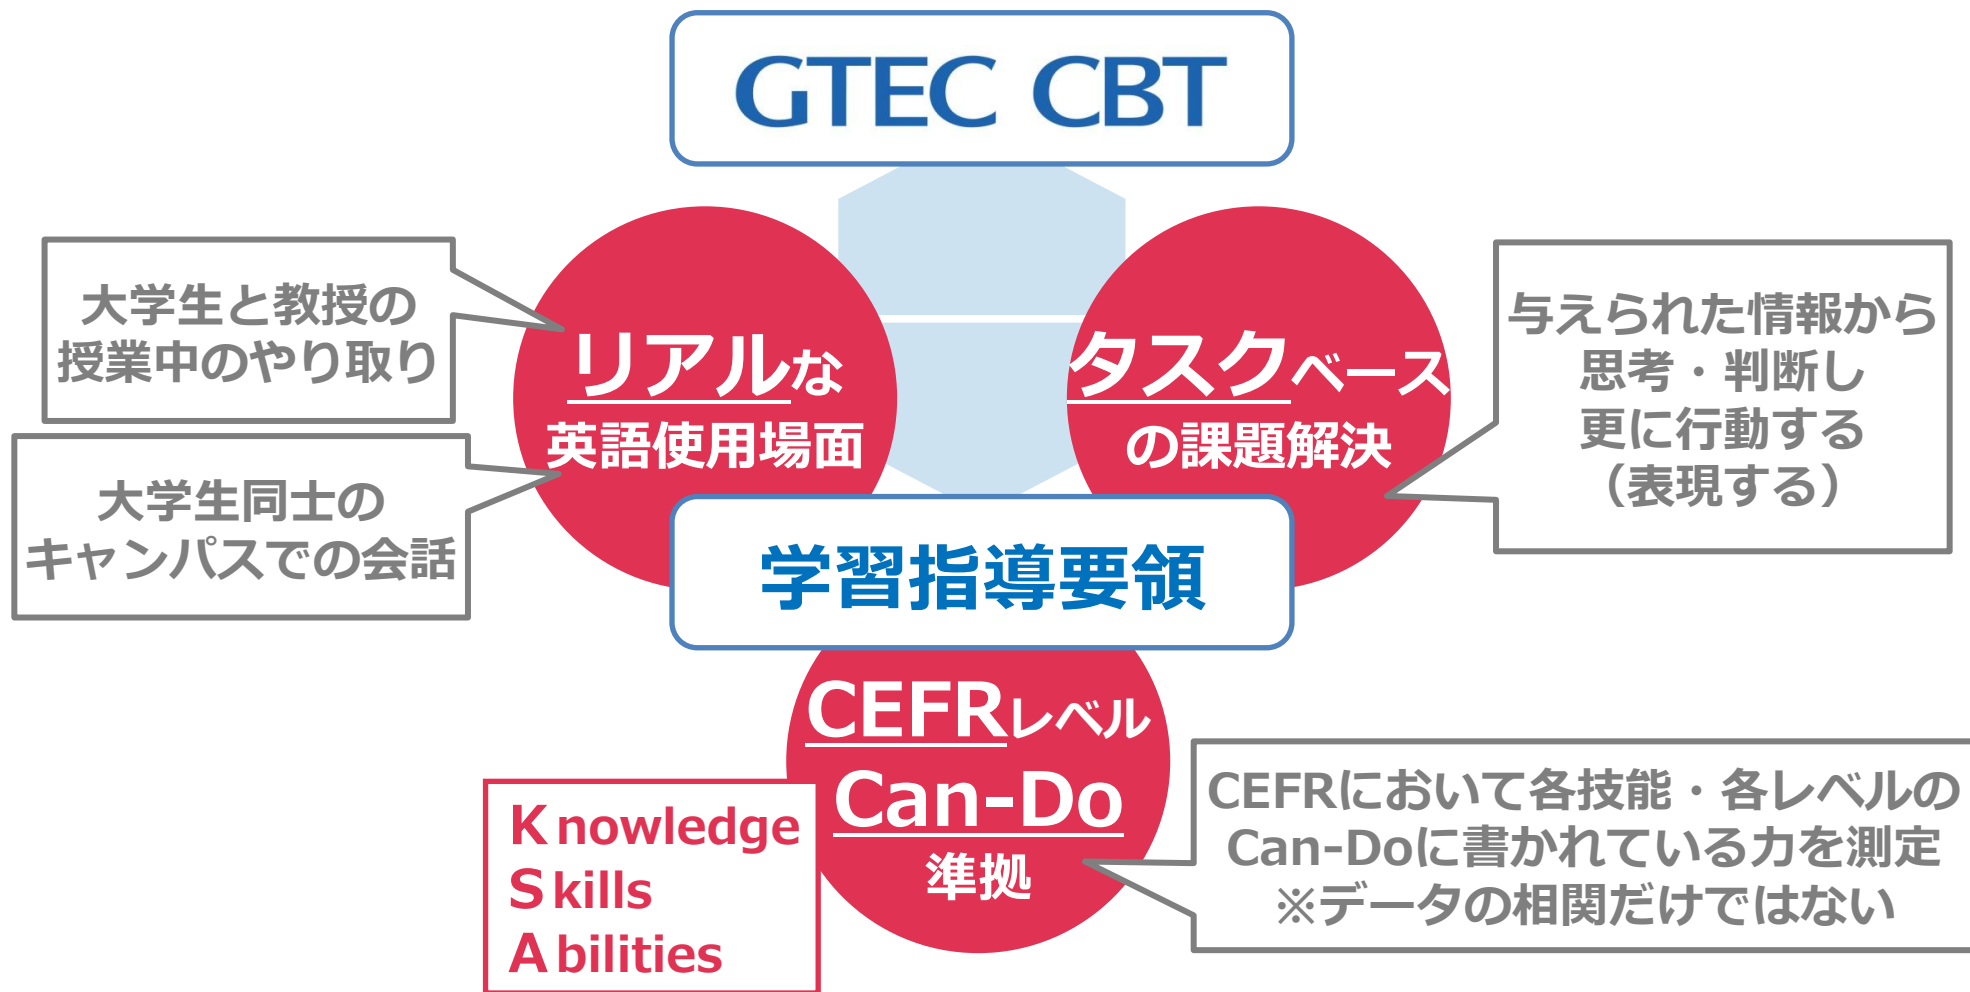 GTEC CBT
大学生と教授の
授業中のやり取り
大学生同士の
キャンパスでの会話
リアルな
英語使用場面
タスクベース
の課題解決
与えられた情報から
思考・判断し
更に行動する
（表現する）
学習指導要領
CEFRレベル
Can-Do
準拠
Knowledge
Skills
Abilities
CEFRにおいて各技能・各レベルの
Can-Doに書かれている力を測定
※データの相関だけではない